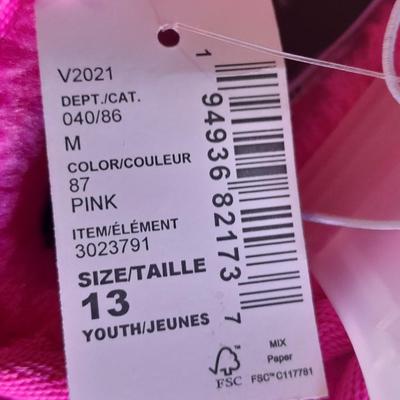 V2021
DEPT./CAT.
040/86
M
COLOR/COULEUR
87
PINK
ITEM/ÉLÉMENT
3023791
SIZE/TAILLE
13
YOUTH/JEUNES
1 94936 82173 7
FSC
MIX
Paper
FSC™ C117781